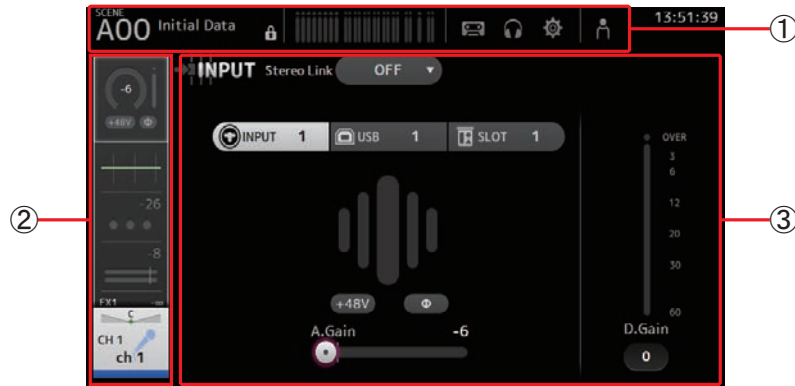 SCENE
A00 Initial Data
13:51:39
①
②
③
-6
+48V Φ
-26
-8
FX1 -∞
C
CH 1
ch 1
INPUT Stereo Link OFF
INPUT 1 USB 1 SLOT 1
+48V Φ
A.Gain -6
OVER
3
6
12
20
30
60
D.Gain
0